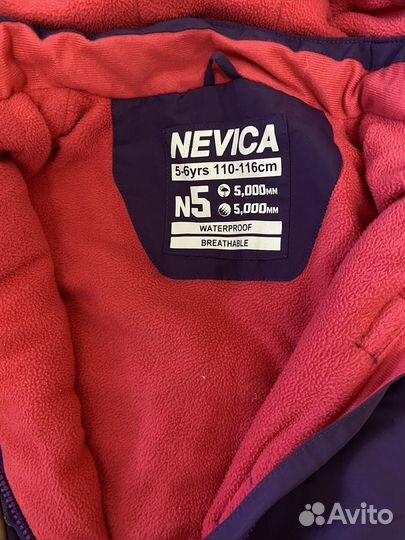 NEVICA
5-6yrs 110-116cm
N5 5,000MM
5,000MM
WATERPROOF
BREATHABLE
Avito